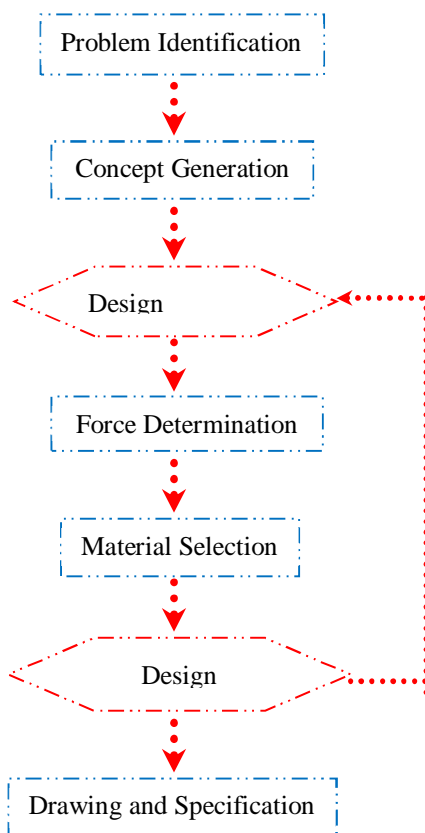 Problem Identification
Concept Generation
Design
Force Determination
Material Selection
Design
Drawing and Specification